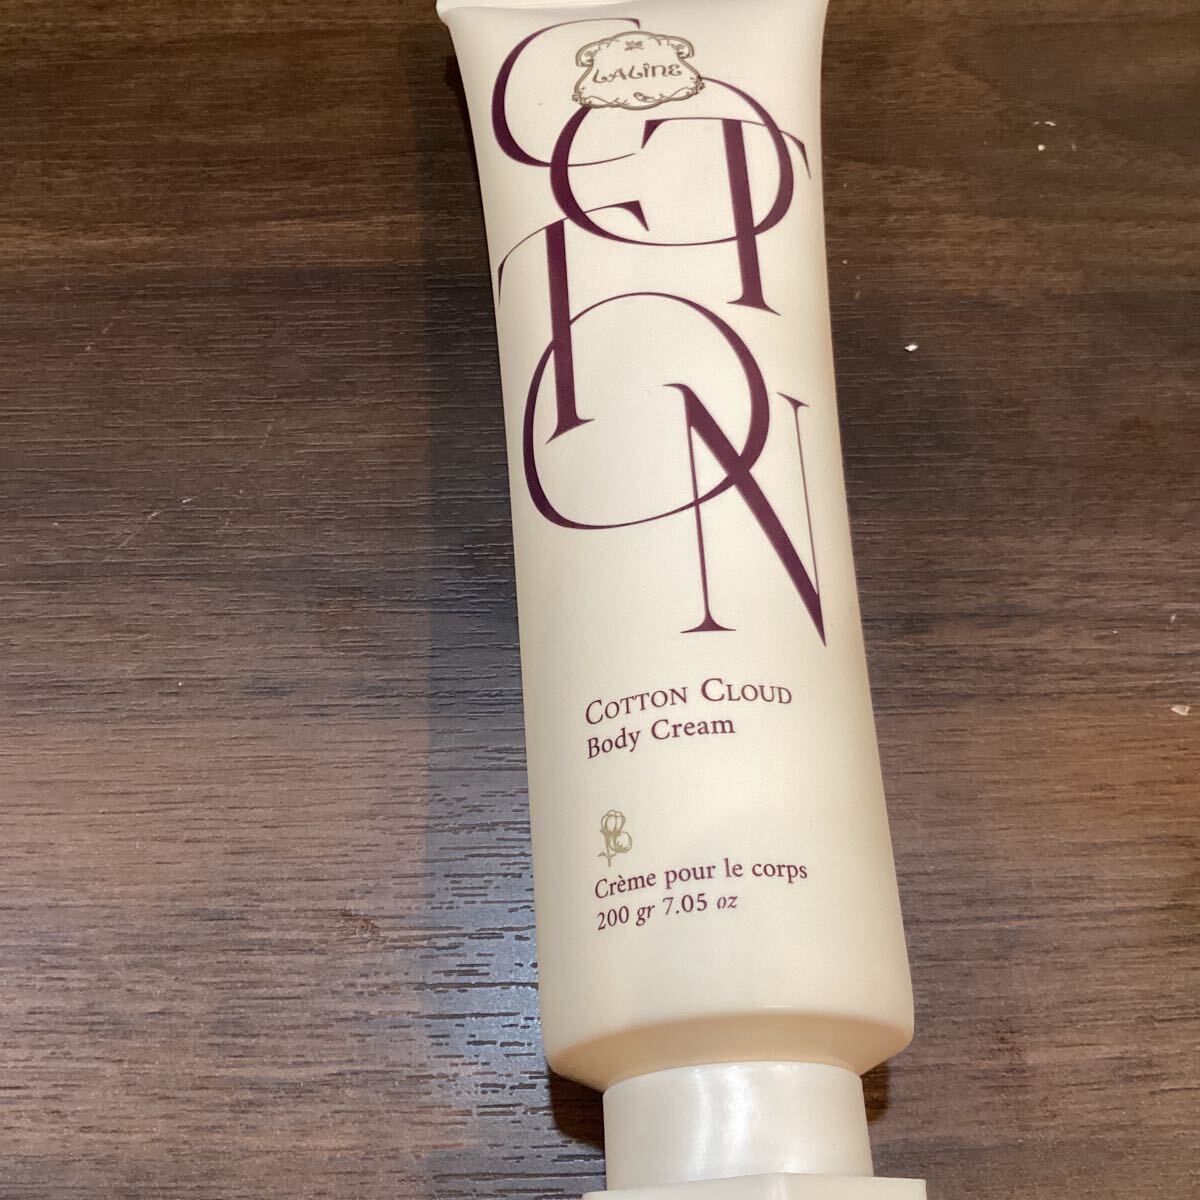 LALINE
COTTON
COTTON CLOUD
Body Cream
Crème pour le corps
200 gr 7.05 oz